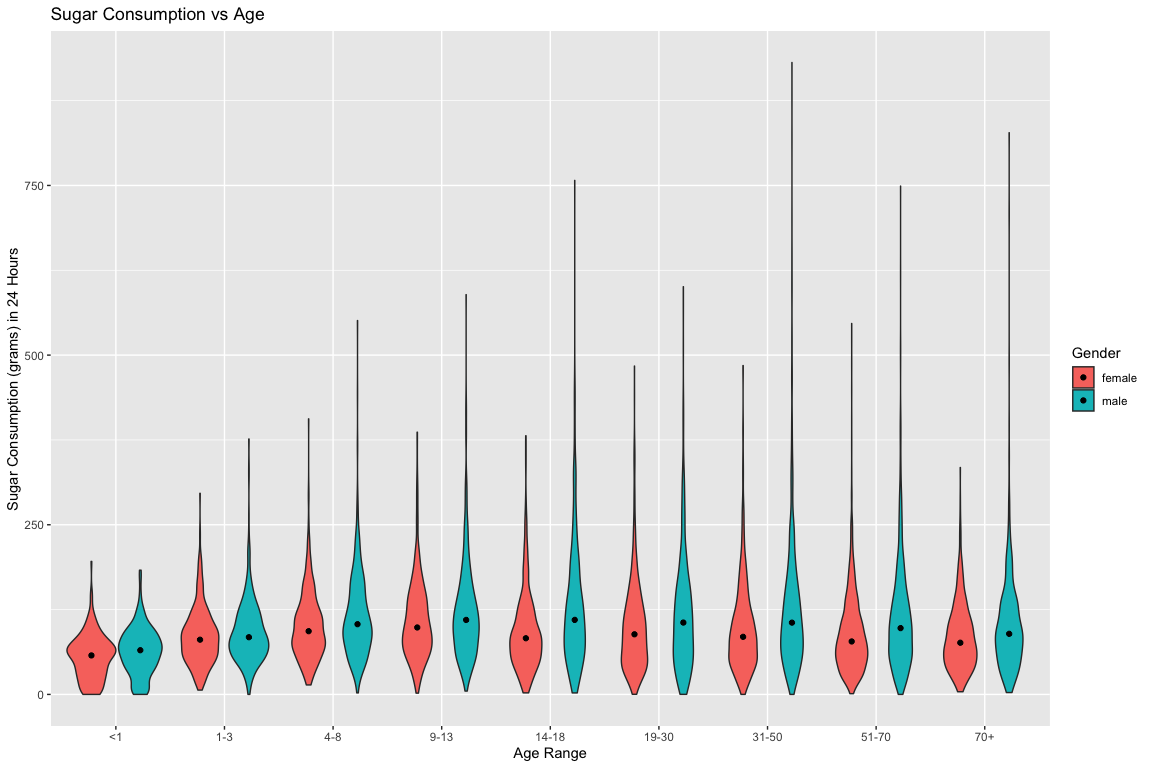 Sugar Consumption vs Age
Sugar Consumption (grams) in 24 Hours
750
500
250
0
<1
1-3
4-8
9-13
14-18
19-30
31-50
51-70
70+
Age Range
Gender
female
male